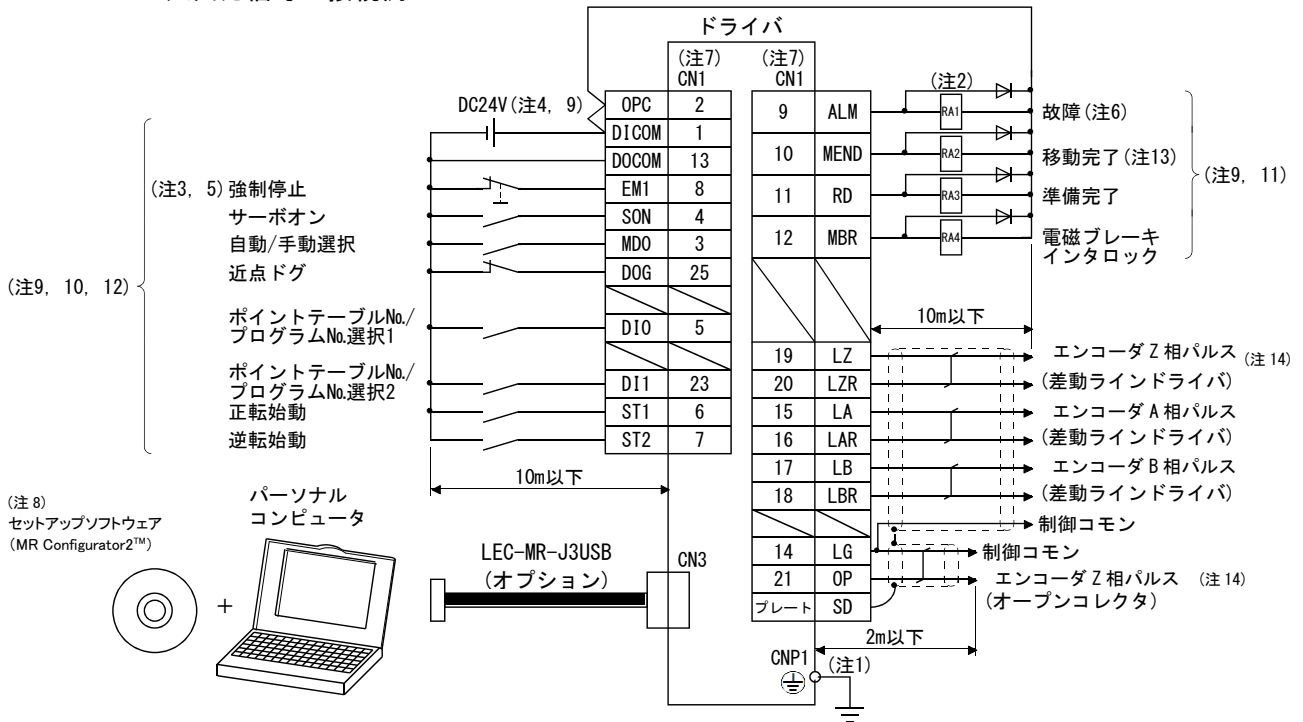 ドライバ
(注7)
CN1
(注7)
CN1
DC24V(注4, 9)
OPC 2
DICOM 1
DOCOM 13
(注3, 5) 強制停止 EM1 8
サーボオン SON 4
自動/手動選択 MD0 3
近点ドグ DOG 25
ポイントテーブルNo./
プログラムNo.選択1 DI0 5
ポイントテーブルNo./
プログラムNo.選択2 DI1 23
正転始動 ST1 6
逆転始動 ST2 7
(注9, 10, 12)
10m以下
(注2)
9 ALM RA1 故障(注6)
10 MEND RA2 移動完了(注13)
11 RD RA3 準備完了
12 MBR RA4 電磁ブレーキ
インタロック
(注9, 11)
10m以下
19 LZ エンコーダ Z 相パルス (注 14)
20 LZR (差動ラインドライバ)
15 LA エンコーダ A 相パルス
16 LAR (差動ラインドライバ)
17 LB エンコーダ B 相パルス
18 LBR (差動ラインドライバ)
制御コモン
14 LG 制御コモン
21 OP エンコーダ Z 相パルス (注 14)
(オープンコレクタ)
プレート SD
2m以下
CNP1 (注1)
(注 8)
セットアップソフトウェア
(MR Configurator2™)
+
パーソナル
コンピュータ
LEC-MR-J3USB
(オプション)
CN3